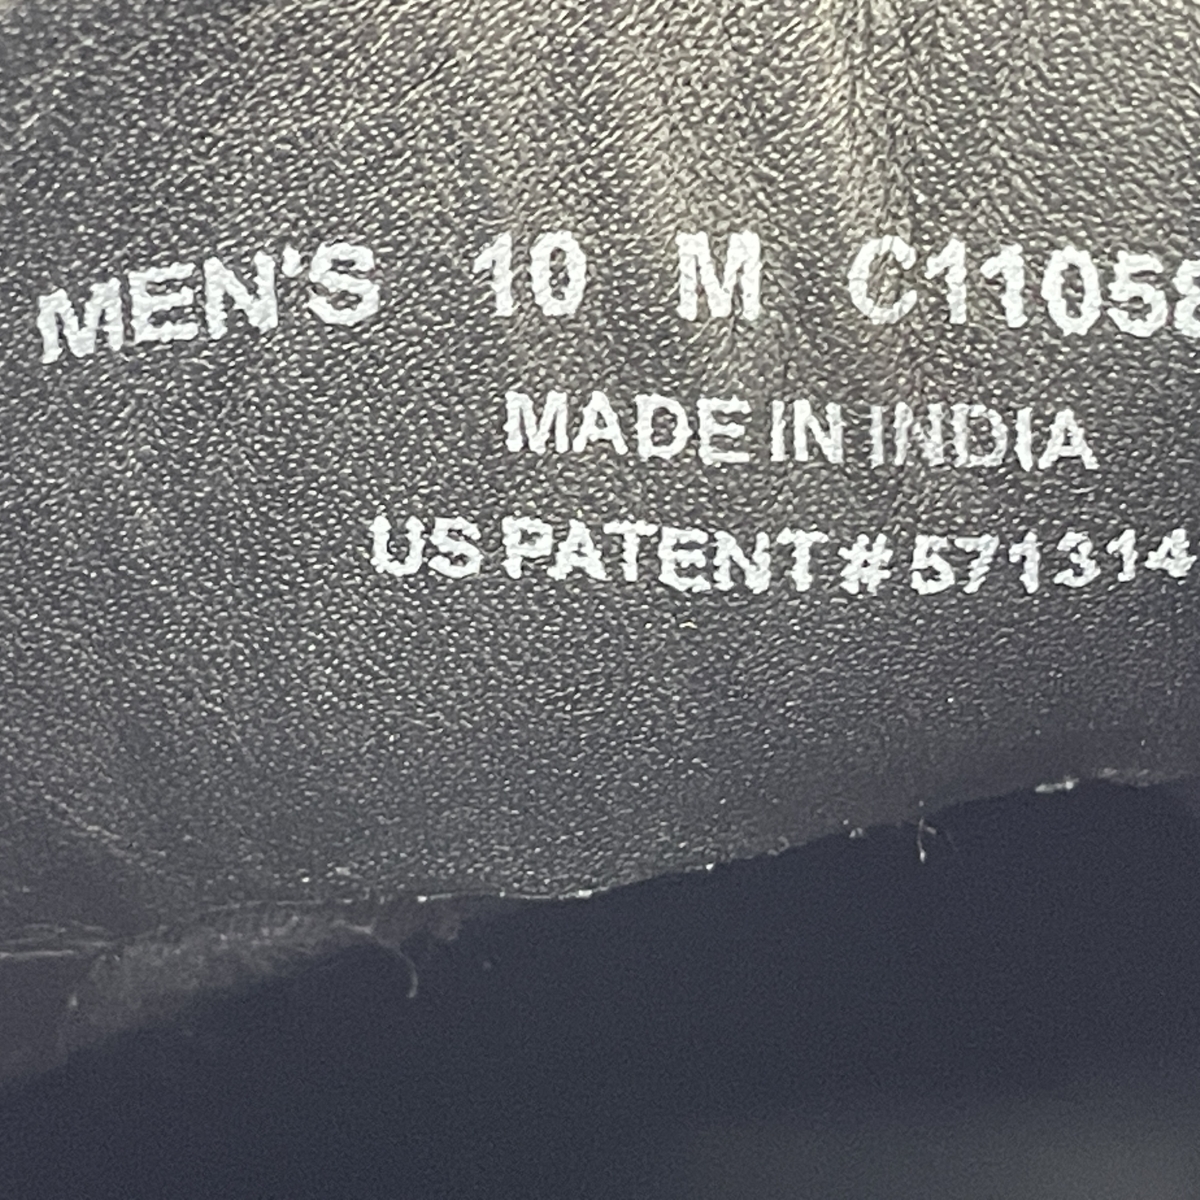 MEN'S 10 M C11058
MADE IN INDIA
US PATENT # 571314